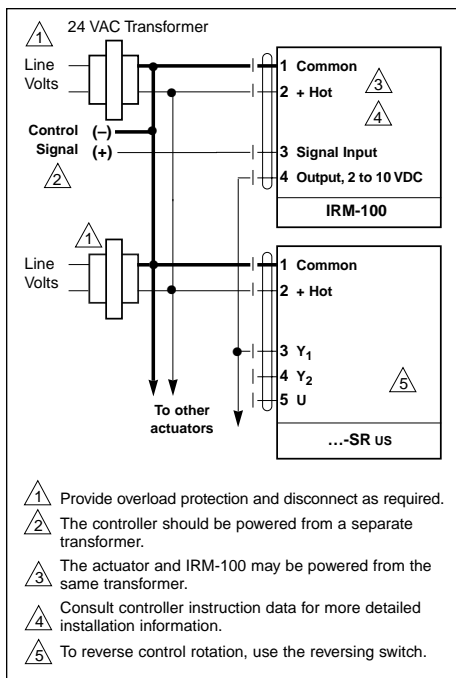 24 VAC Transformer
1
Line
Volts
1 Common
2 + Hot
3
4
Control (–)
Signal (+)
2
3 Signal Input
4 Output, 2 to 10 VDC
IRM-100
1
Line
Volts
1 Common
2 + Hot
3 Y1
4 Y2
5 U
5
To other
actuators
…-SR US
1 Provide overload protection and disconnect as required.
2 The controller should be powered from a separate
transformer.
3 The actuator and IRM-100 may be powered from the
same transformer.
4 Consult controller instruction data for more detailed
installation information.
5 To reverse control rotation, use the reversing switch.